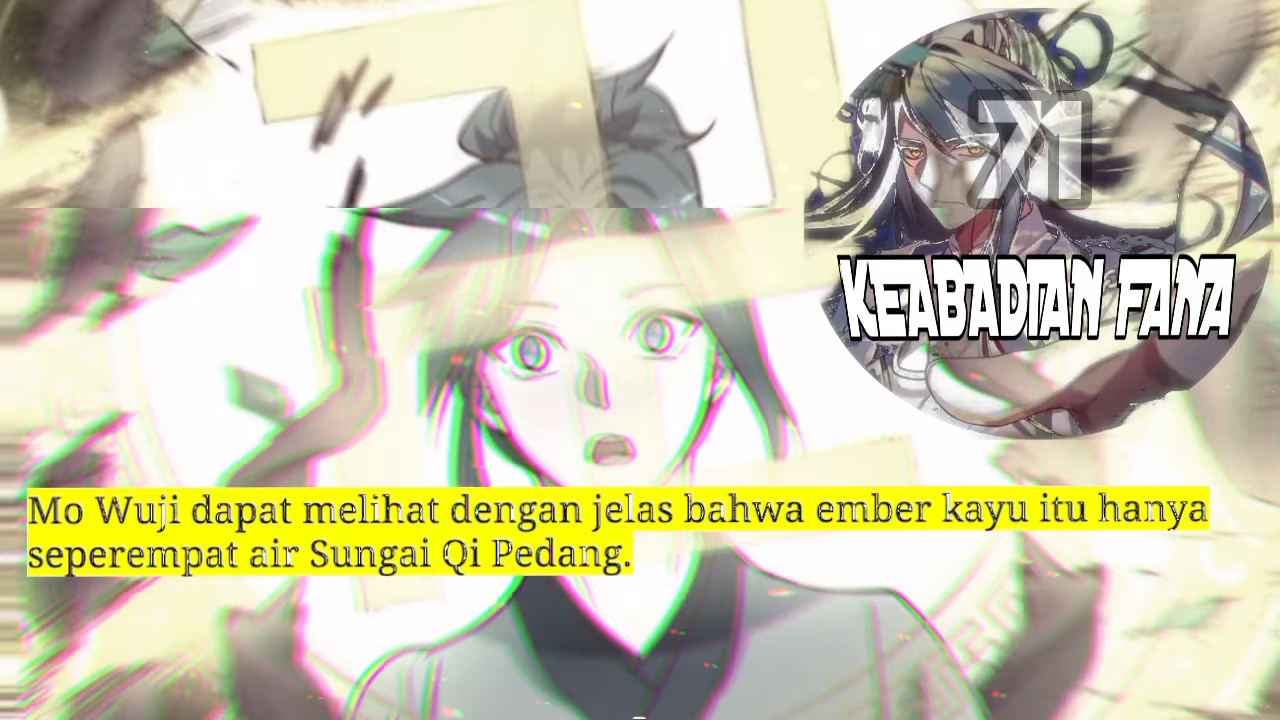 71
KEABADIAN FANA
Mo Wuji dapat melihat dengan jelas bahwa ember kayu itu hanya
seperempat air Sungai Qi Pedang.